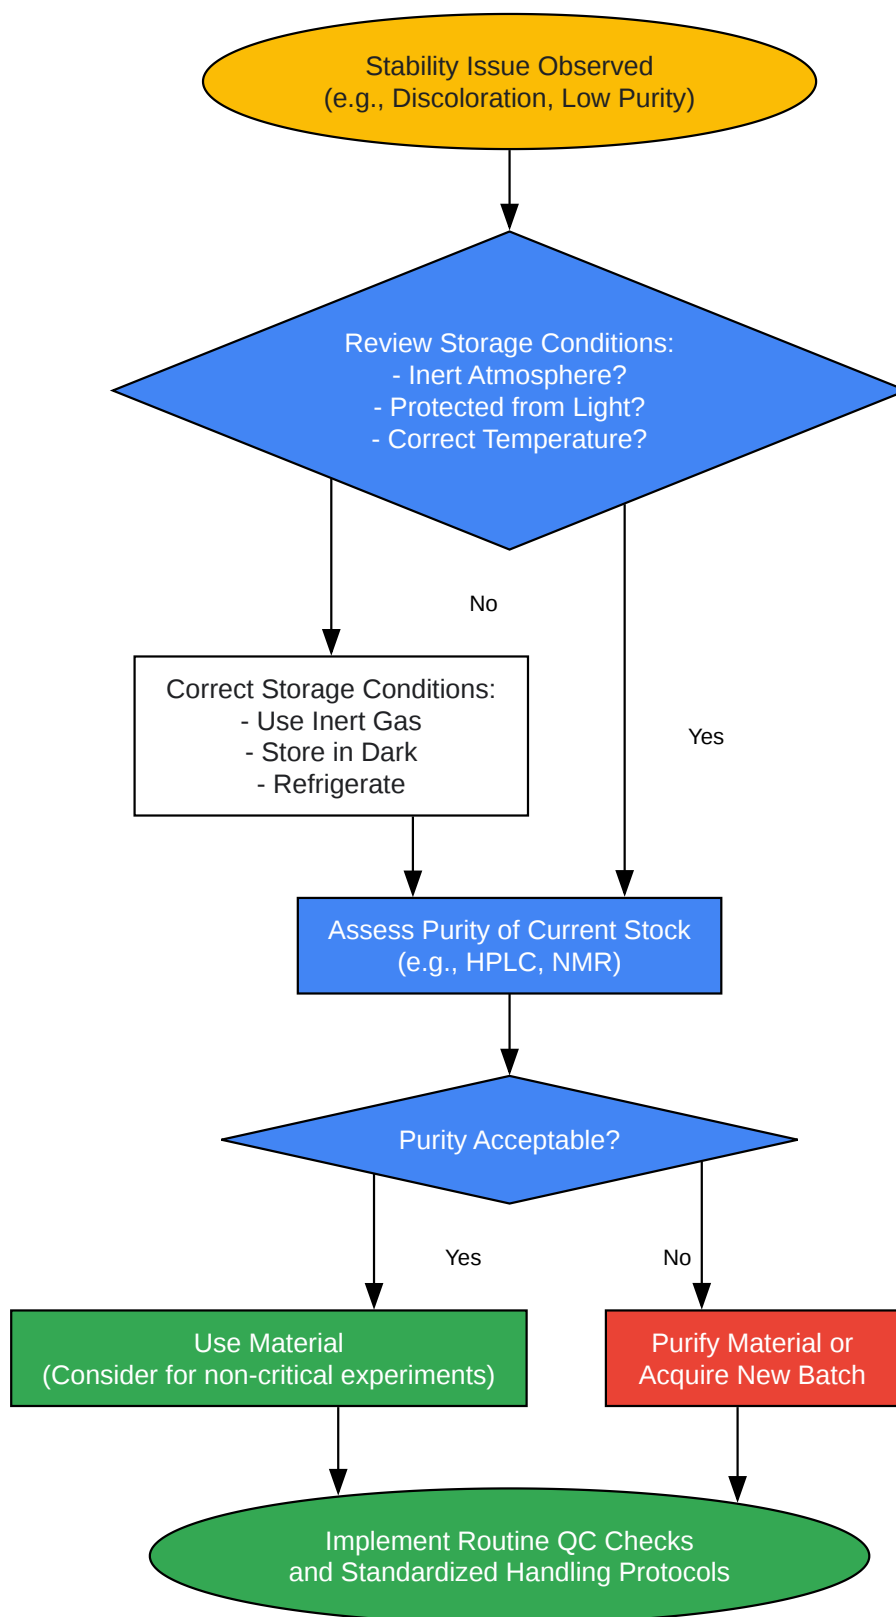 Stability Issue Observed
(e.g., Discoloration, Low Purity)
Review Storage Conditions:
- Inert Atmosphere?
- Protected from Light?
- Correct Temperature?
No
Correct Storage Conditions:
- Use Inert Gas
- Store in Dark
- Refrigerate
Yes
Assess Purity of Current Stock
(e.g., HPLC, NMR)
Purity Acceptable?
Yes
No
Use Material
(Consider for non-critical experiments)
Purify Material or
Acquire New Batch
Implement Routine QC Checks
and Standardized Handling Protocols